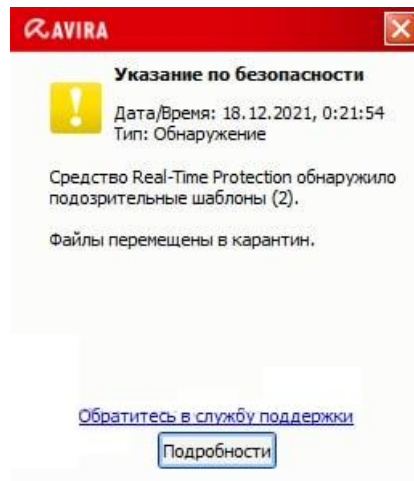 AVIRA
Указание по безопасности
Дата/Время: 18.12.2021, 0:21:54
Тип: Обнаружение
Средство Real-Time Protection обнаружило
подозрительные шаблоны (2).
Файлы перемещены в карантин.
Обратитесь в службу поддержки
Подробности